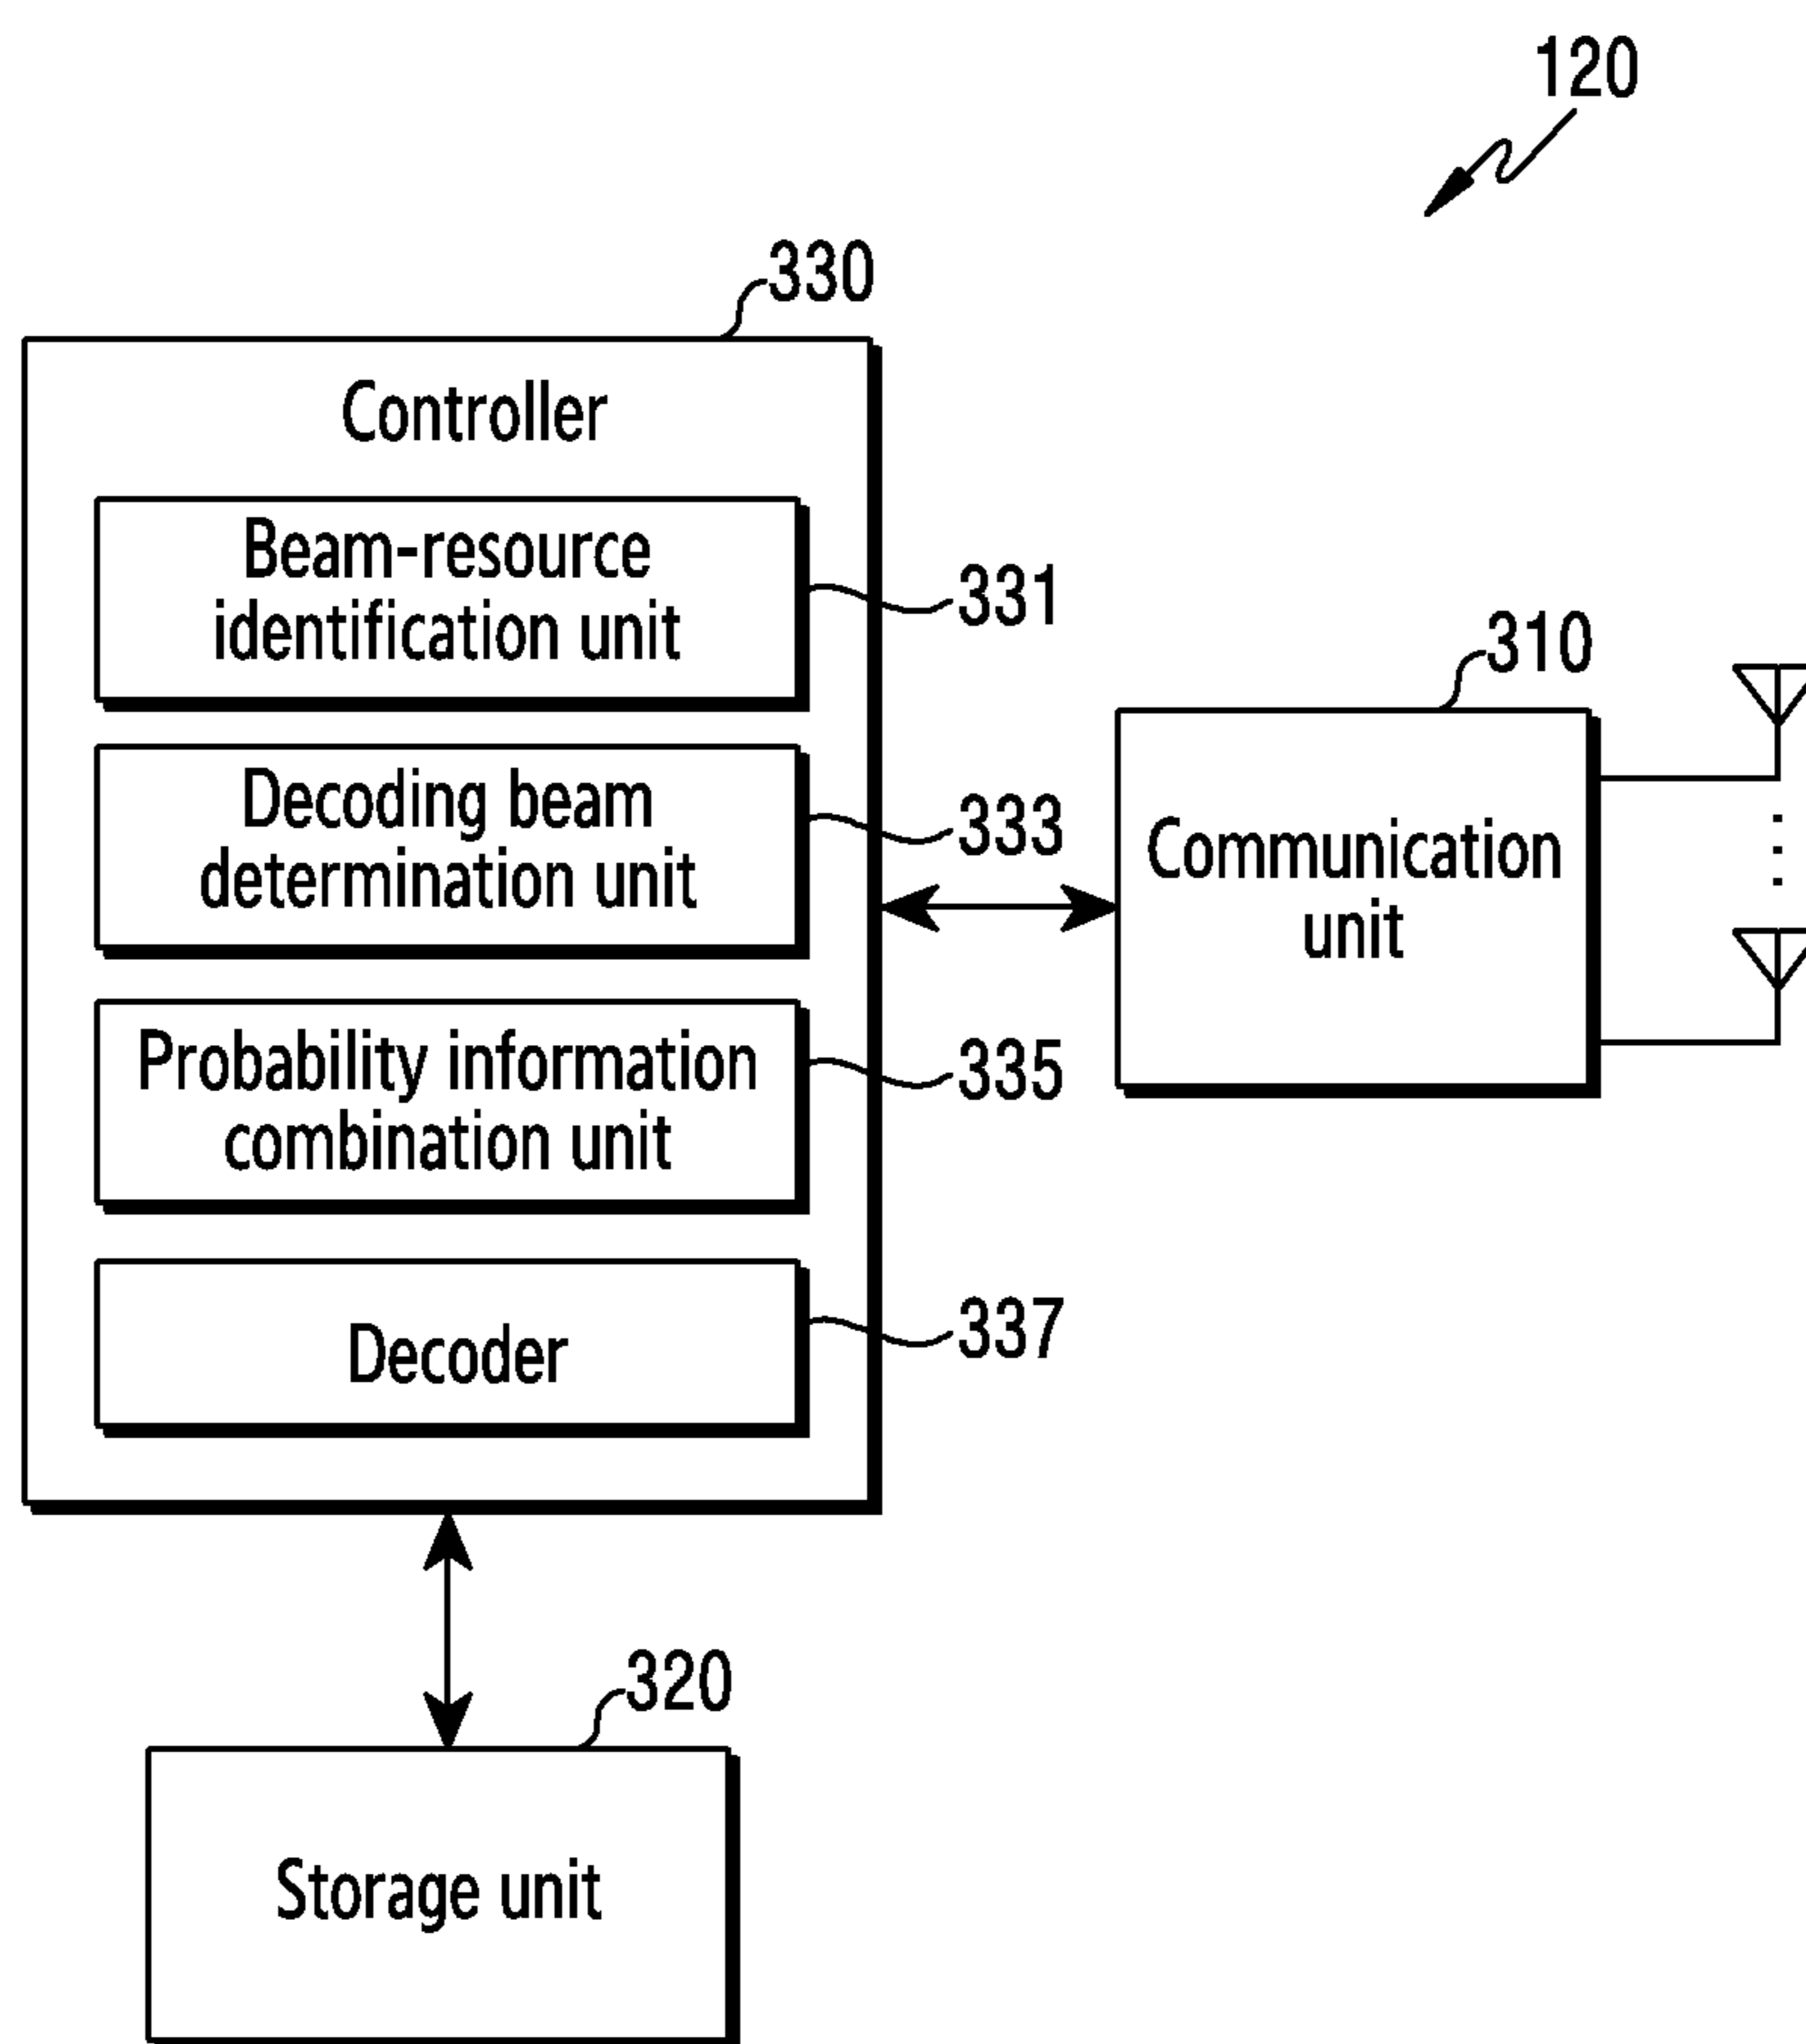 120
330
Controller
Beam-resource
identification unit
331
Decoding beam
determination unit
333
Probability information
combination unit
335
Decoder
337
310
Communication
unit
320
Storage unit